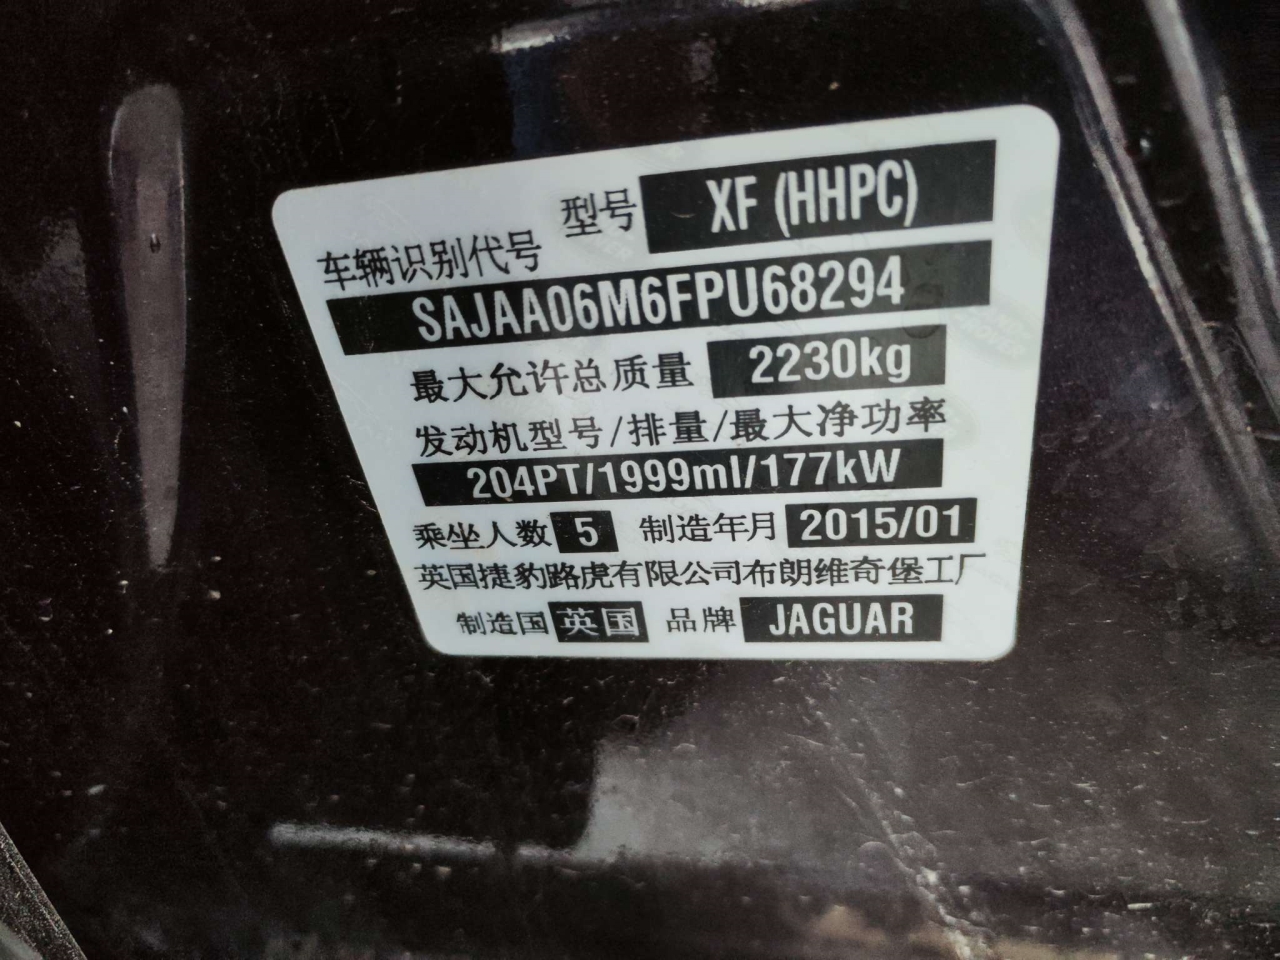 型号 XF (HHPC)
车辆识别代号
SAJAA06M6FPU68294
最大允许总质量 2230kg
发动机型号/排量/最大净功率
204PT/1999ml/177kW
乘坐人数 5 制造年月 2015/01
英国捷豹路虎有限公司布朗维奇堡工厂
制造国 英国 品牌 JAGUAR